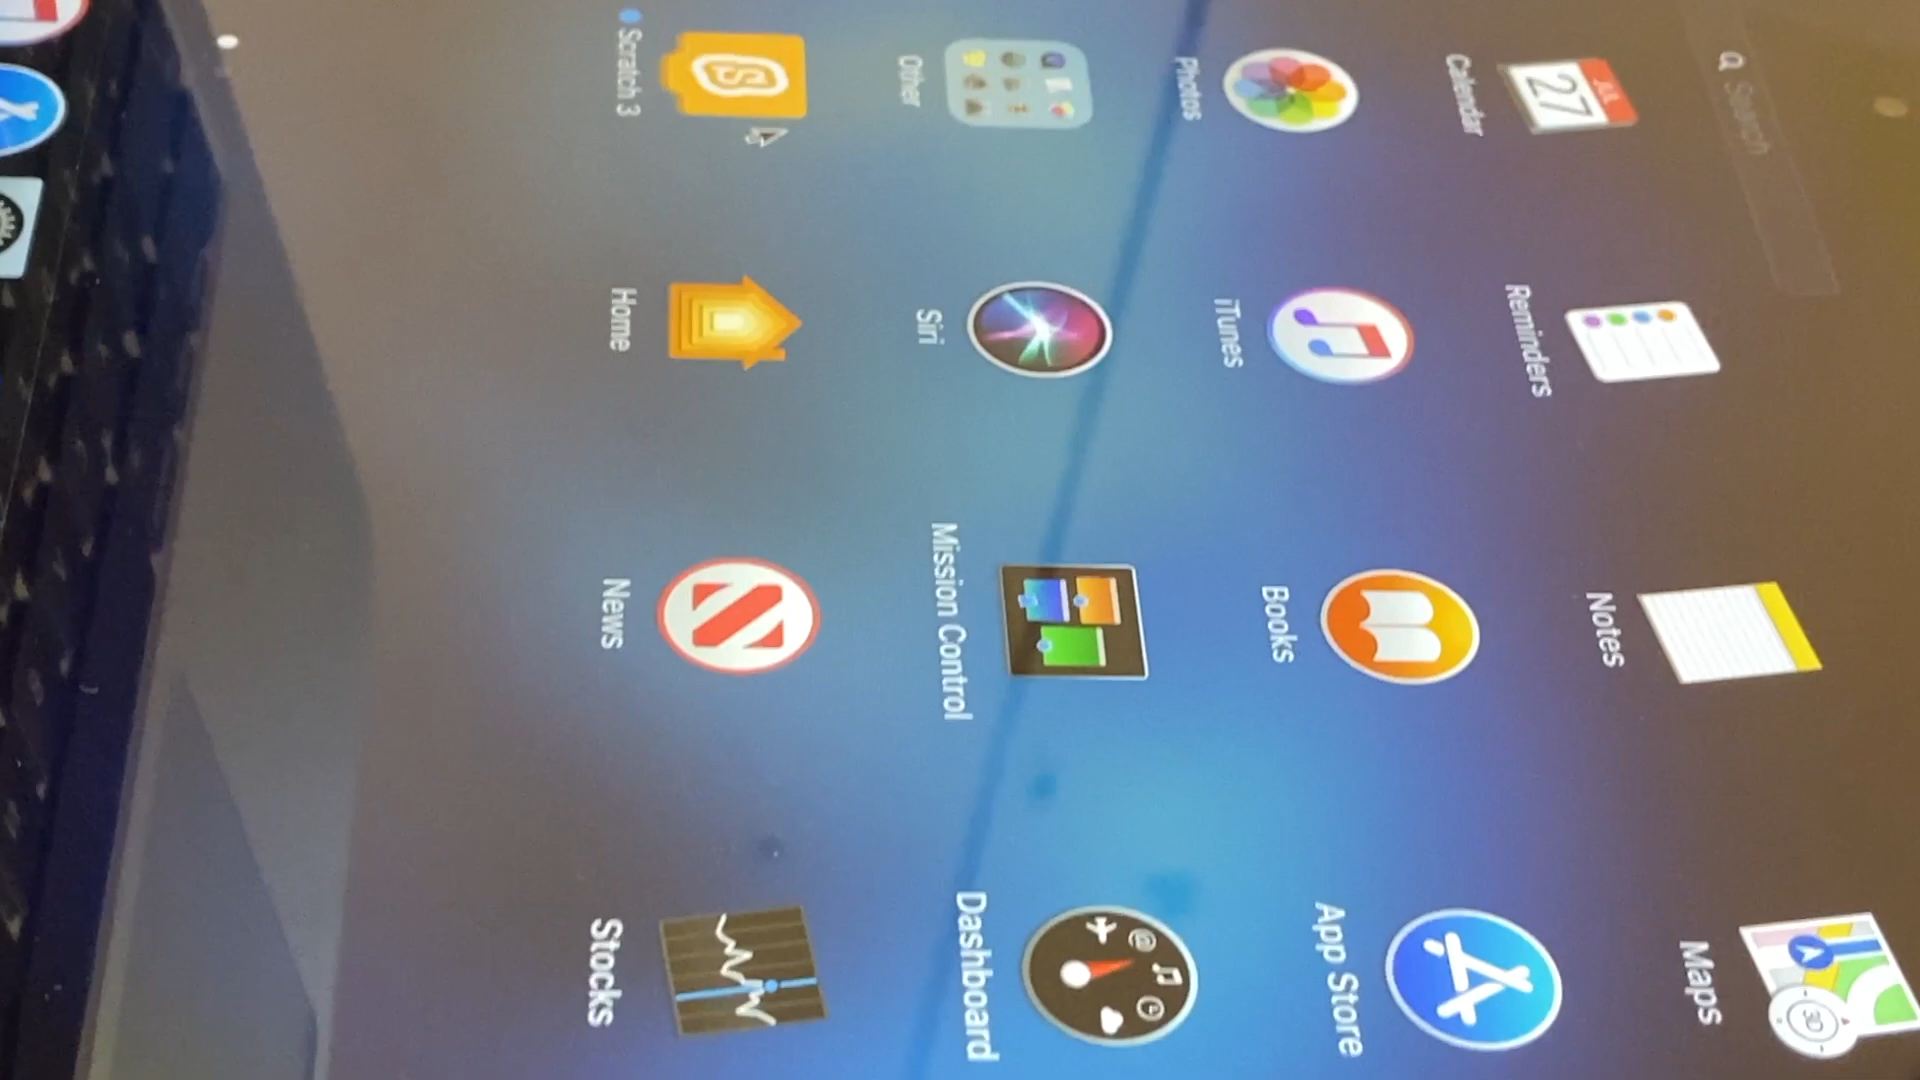 Search
JUL
27
Calendar
Reminders
Notes
3D
Maps
Photos
iTunes
Books
App Store
Other
Siri
Mission Control
Dashboard
Scratch 3
Home
News
Stocks